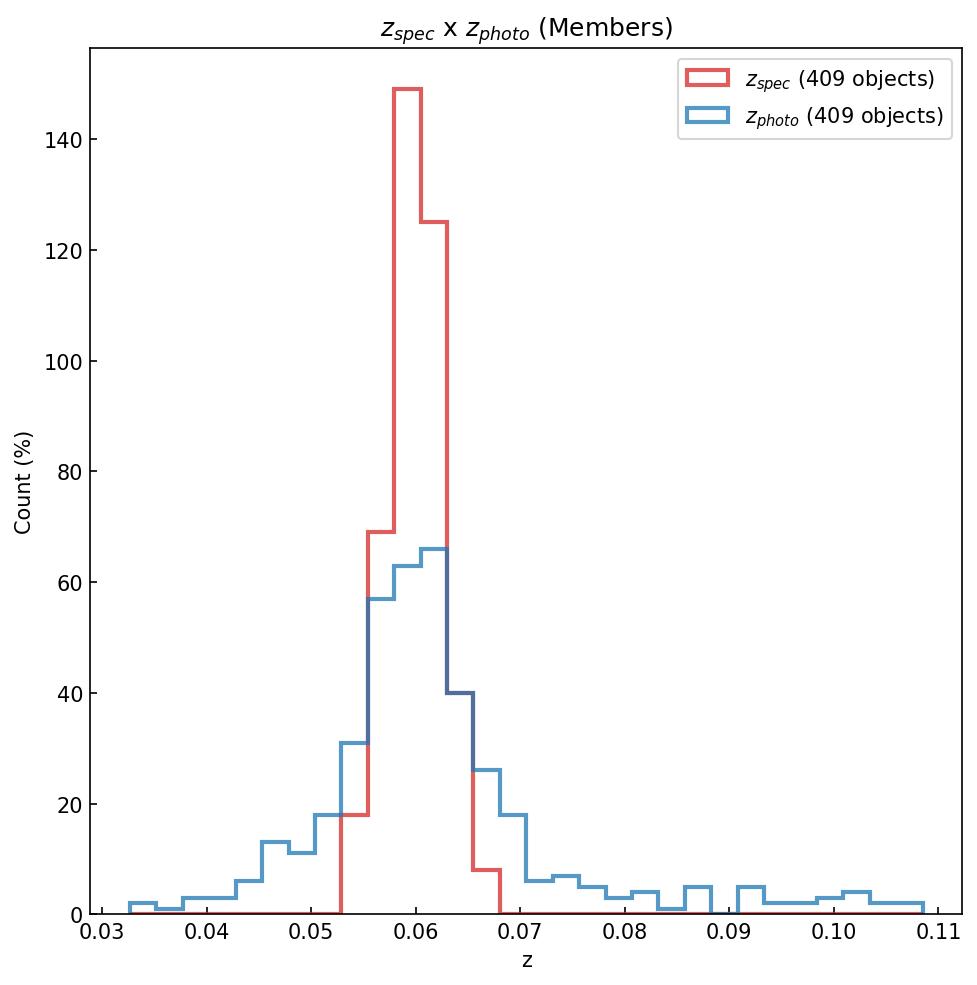 z_spec x z_photo (Members)
z_spec (409 objects)
z_photo (409 objects)
Count (%)
140
120
100
80
60
40
20
0
0.03 0.04 0.05 0.06 0.07 0.08 0.09 0.10 0.11
z